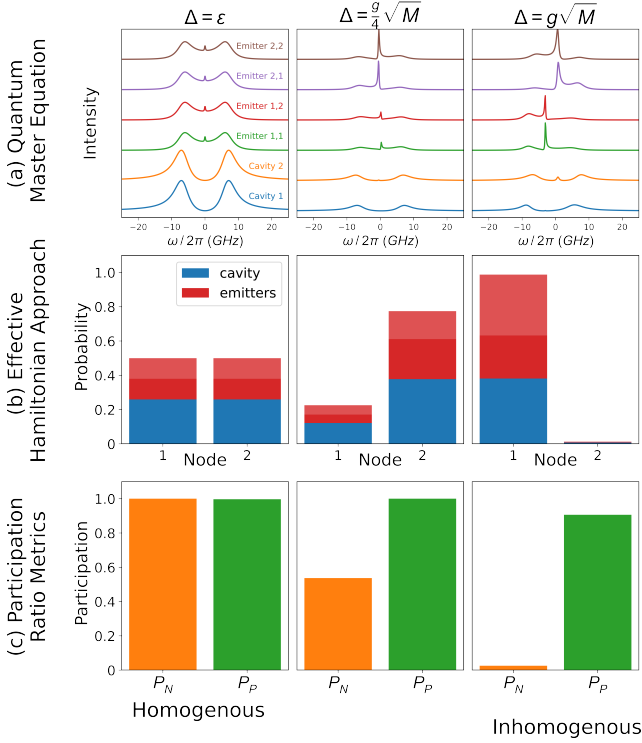 Δ = ε
Δ = g/4 √M
Δ = g√M
(a) Quantum
Master Equation
Intensity
Emitter 2,2
Emitter 2,1
Emitter 1,2
Emitter 1,1
Cavity 2
Cavity 1
−20 −10 0 10 20
−20 −10 0 10 20
−20 −10 0 10 20
ω / 2π (GHz)
ω / 2π (GHz)
ω / 2π (GHz)
(b) Effective
Hamiltonian Approach
Probability
1.0
0.8
0.6
0.4
0.2
0
cavity
emitters
1 2
1 2
1 2
Node
Node
Node
(c) Participation
Ratio Metrics
Participation
1.0
0.8
0.6
0.4
0.2
0
P_N P_P
P_N P_P
P_N P_P
Homogenous
Inhomogenous